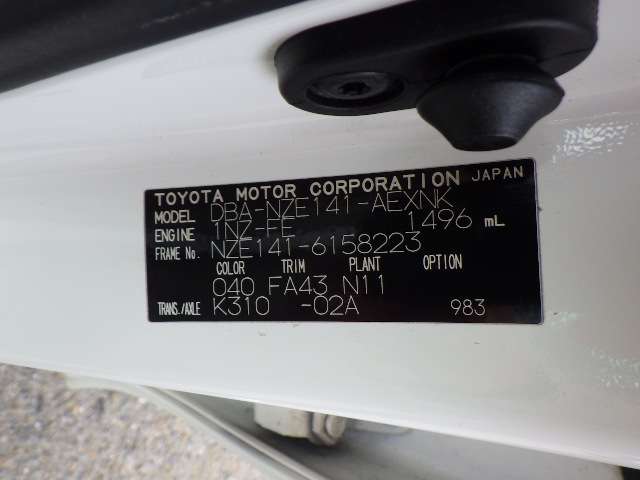 TOYOTA MOTOR CORPORATION JAPAN
MODEL DBA-NZE141-AEXNK
ENGINE 1NZ-FE 1496 mL
FRAME No. NZE141-6158223
COLOR TRIM PLANT OPTION
040 FA43 N11
TRANS./AXLE K310 -02A 983